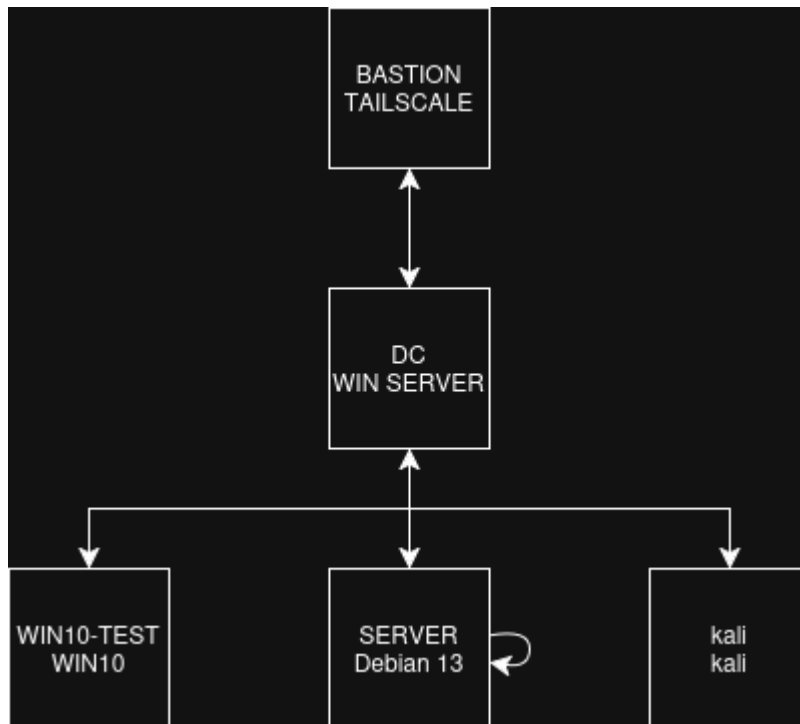 BASTION
TAILSCALE
DC
WIN SERVER
WIN10-TEST
WIN10
SERVER
Debian 13
kali
kali